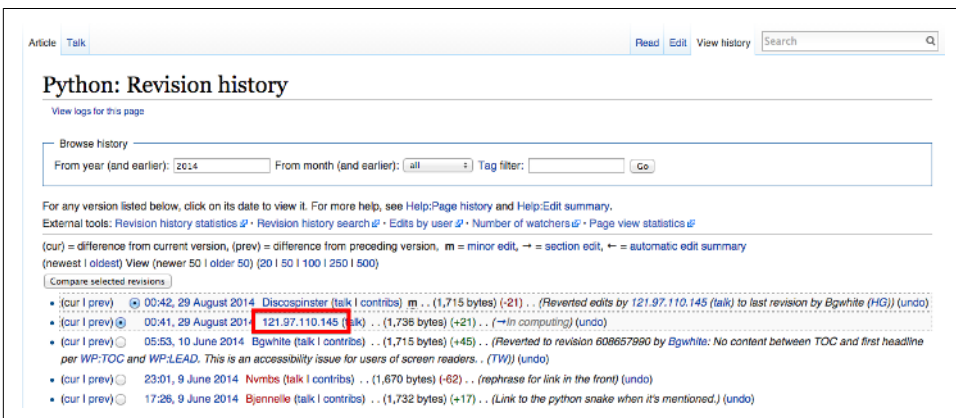 Article Talk Read Edit View history Search
Python: Revision history
View logs for this page
Browse history
From year (and earlier): 2014 From month (and earlier): all Tag filter: Go
For any version listed below, click on its date to view it. For more help, see Help:Page history and Help:Edit summary.
External tools: Revision history statistics · Revision history search · Edits by user · Number of watchers · Page view statistics
(cur) = difference from current version, (prev) = difference from preceding version, m = minor edit, → = section edit, ← = automatic edit summary
(newest | oldest) View (newer 50 | older 50) (20 | 50 | 100 | 250 | 500)
Compare selected revisions
• (cur | prev) 00:42, 29 August 2014 Discospinster (talk | contribs) m . . (1,715 bytes) (-21) . . (Reverted edits by 121.97.110.145 (talk) to last revision by Bgwhite (HG)) (undo)
• (cur | prev) 00:41, 29 August 2014 121.97.110.145 (talk) . . (1,736 bytes) (+21) . . (→In computing) (undo)
• (cur | prev) 05:53, 10 June 2014 Bgwhite (talk | contribs) . . (1,715 bytes) (+45) . . (Reverted to revision 608657990 by Bgwhite: No content between TOC and first headline
per WP:TOC and WP:LEAD. This is an accessibility issue for users of screen readers. . (TW)) (undo)
• (cur | prev) 23:01, 9 June 2014 Nvmbs (talk | contribs) . . (1,670 bytes) (-62) . . (rephrase for link in the front) (undo)
• (cur | prev) 17:26, 9 June 2014 Bjennelle (talk | contribs) . . (1,732 bytes) (+17) . . (Link to the python snake when it's mentioned.) (undo)